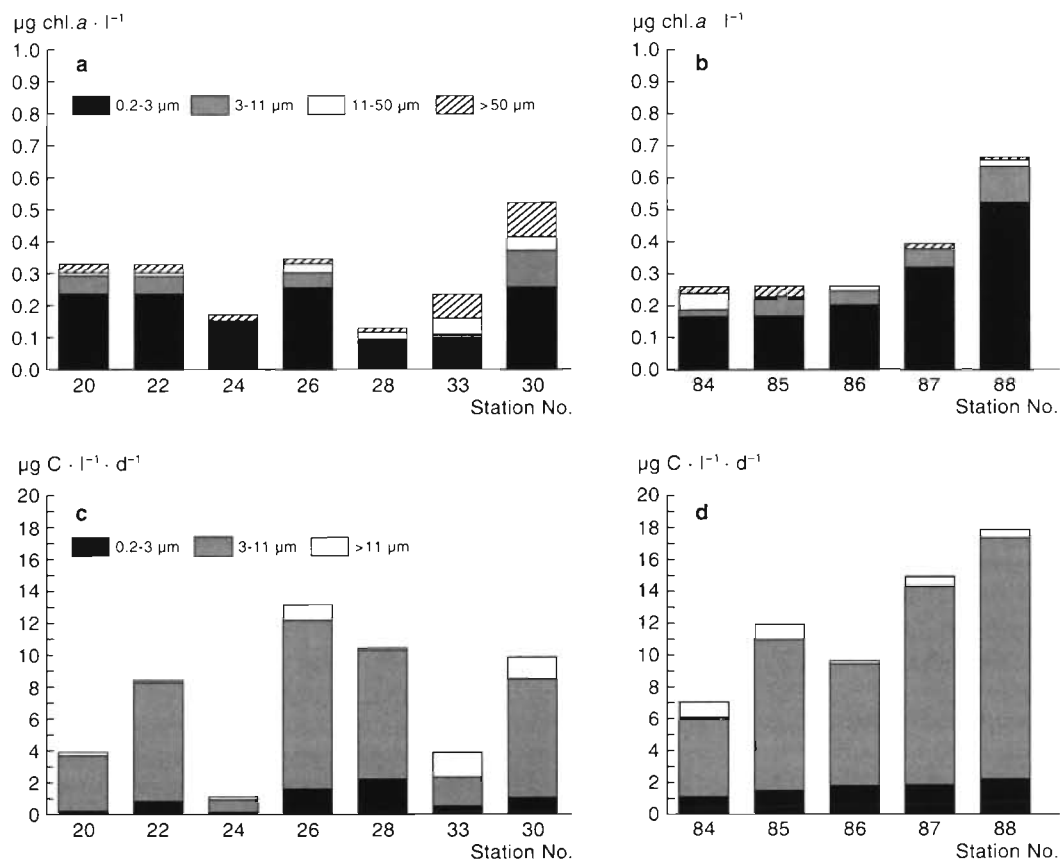 µg chl.a · l⁻¹
a
1.0
0.9
0.8
0.7
0.6
0.5
0.4
0.3
0.2
0.1
0.0
0.2-3 µm 3-11 µm 11-50 µm >50 µm
20 22 24 26 28 33 30
Station No.
µg chl.a l⁻¹
b
1.0
0.9
0.8
0.7
0.6
0.5
0.4
0.3
0.2
0.1
0.0
84 85 86 87 88
Station No.
µg C · l⁻¹ · d⁻¹
c
20
18
16
14
12
10
8
6
4
2
0
0.2-3 µm 3-11 µm >11 µm
20 22 24 26 28 33 30
Station No.
µg C · l⁻¹ · d⁻¹
d
20
18
16
14
12
10
8
6
4
2
0
84 85 86 87 88
Station No.